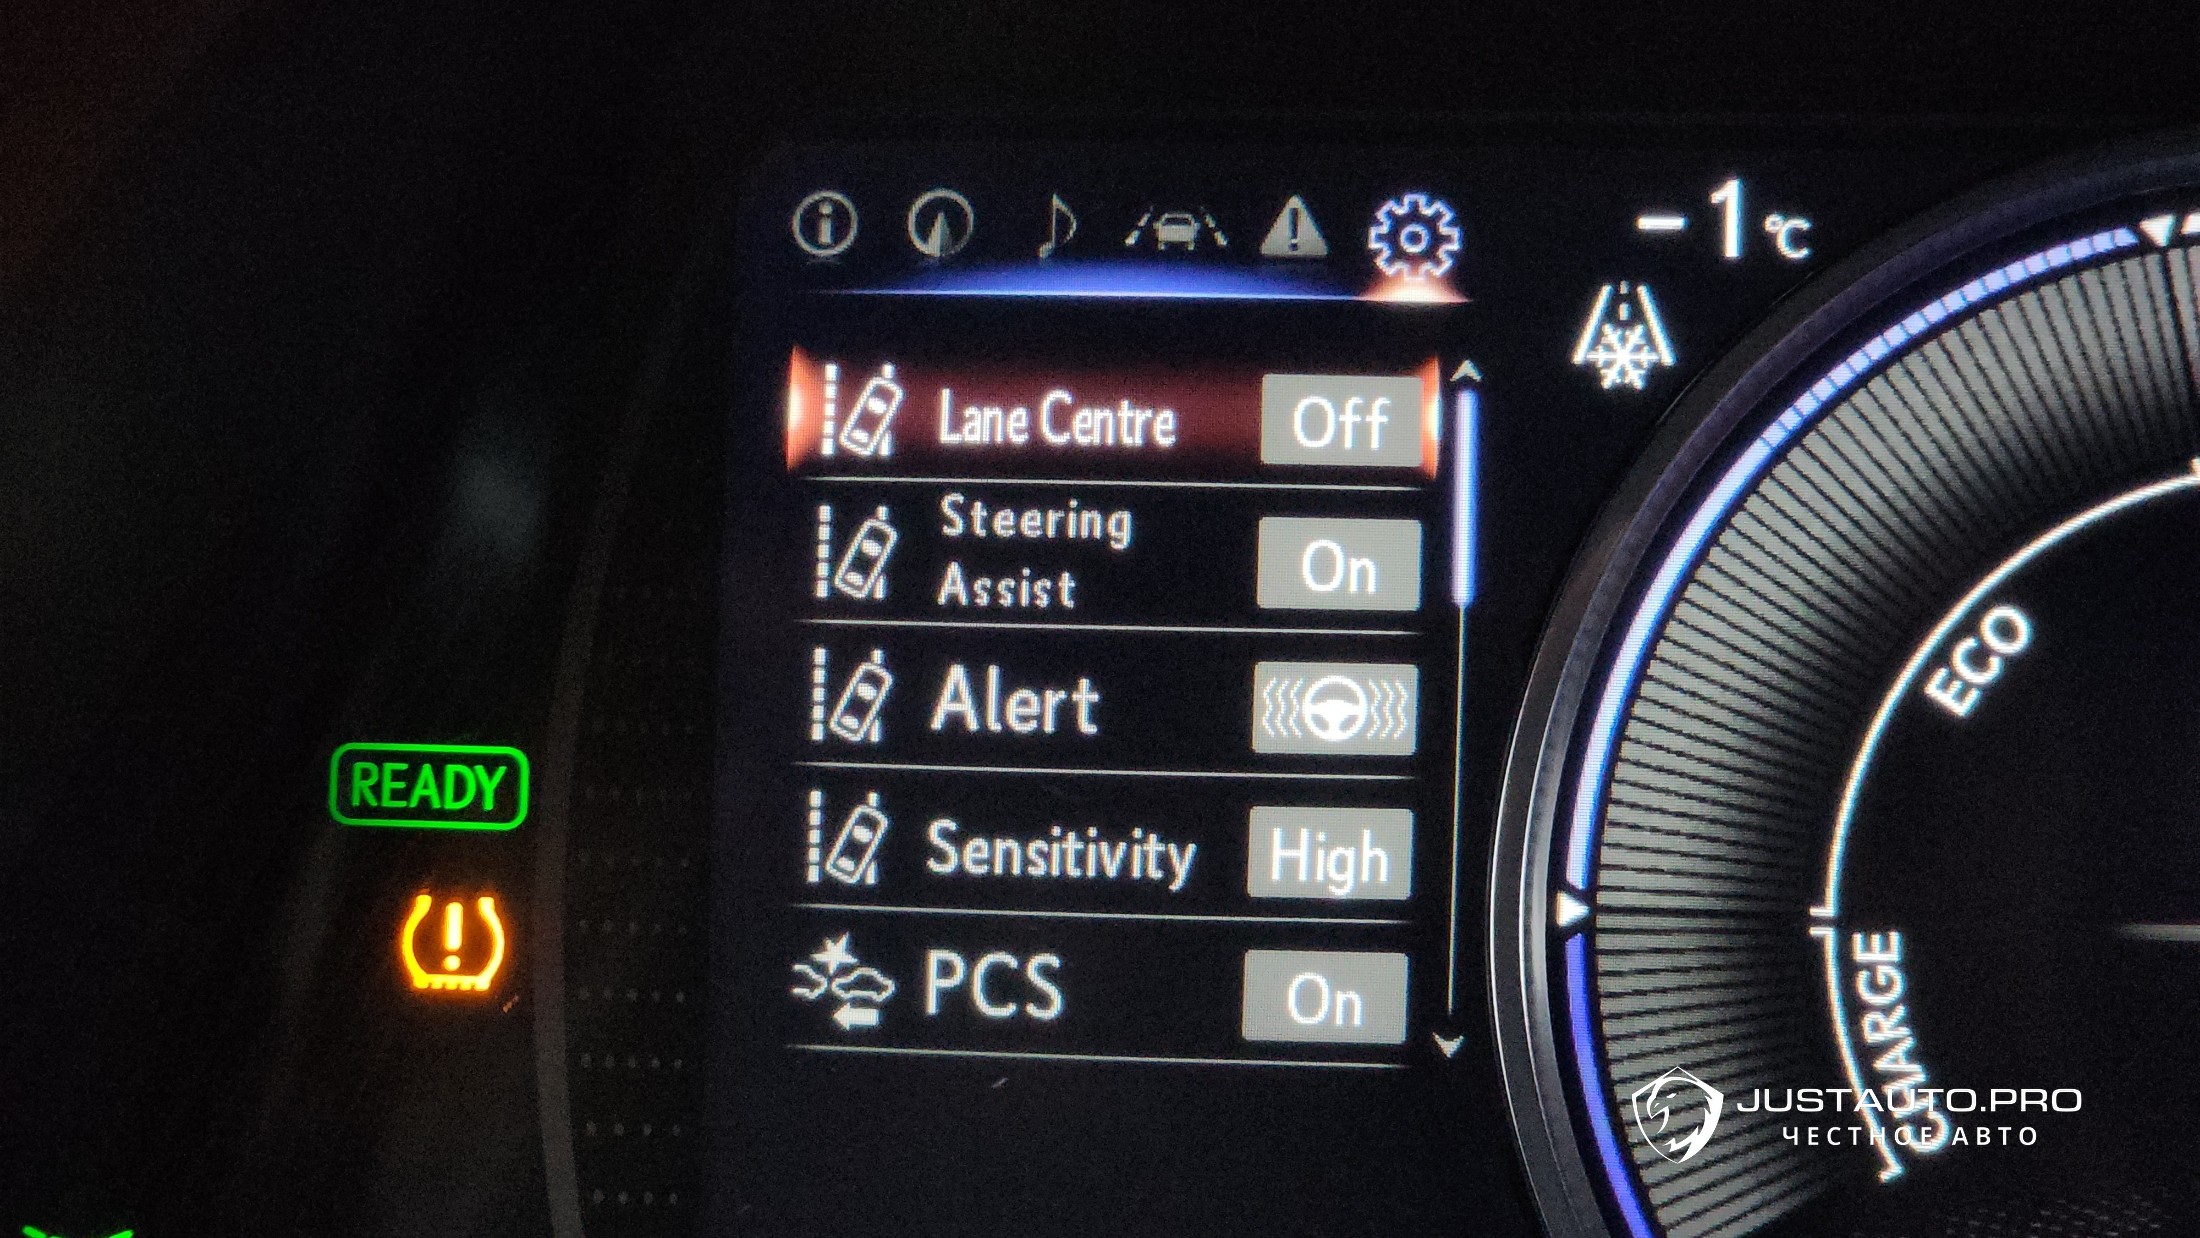 -1°C
Lane Centre Off
Steering
Assist
On
Alert
Sensitivity High
PCS On
READY
ECO
CHARGE
JUSTAUTO.PRO
ЧЕСТНОЕ АВТО